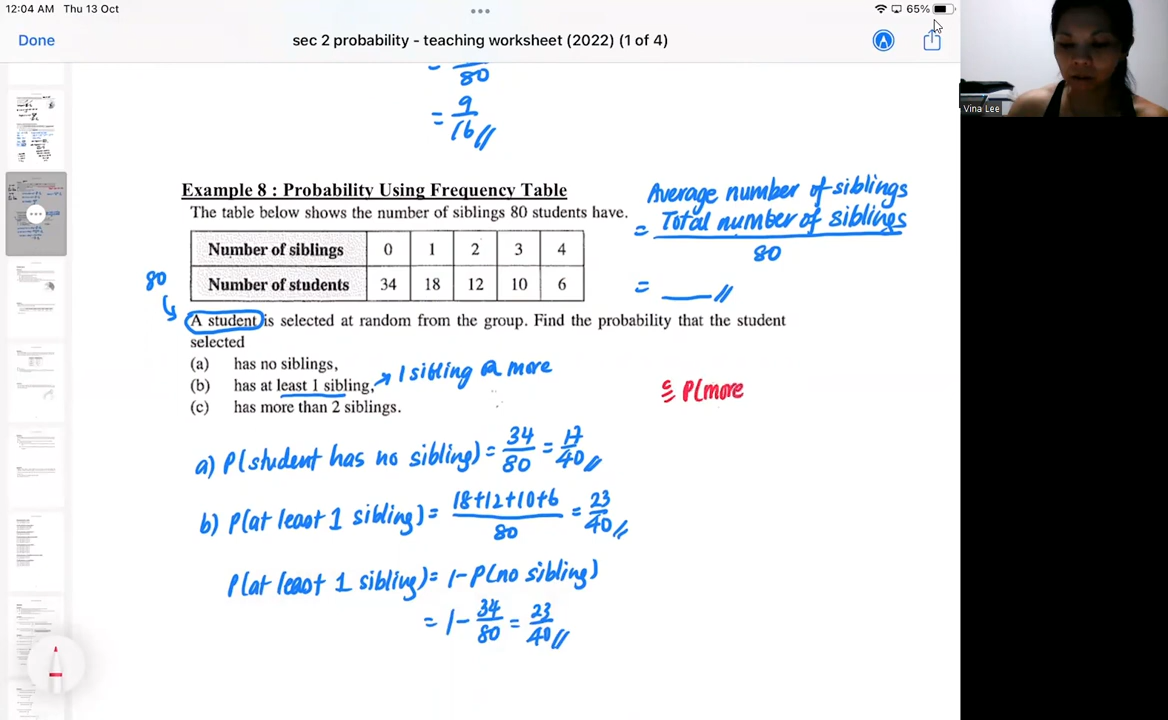 12:04 AM Thu 13 Oct
65%
Done
sec 2 probability - teaching worksheet (2022) (1 of 4)
Vina Lee
= 
80
= 9/16 //
Example 8 : Probability Using Frequency Table
The table below shows the number of siblings 80 students have.
Number of siblings 0 1 2 3 4
Number of students 34 18 12 10 6
80
A student is selected at random from the group. Find the probability that the student
selected
(a) has no siblings,
(b) has at least 1 sibling, → 1 sibling @ more
(c) has more than 2 siblings.
Average number of siblings
= Total number of siblings
80
= ___ //
c) P(more
a) P(student has no sibling) = 34/80 = 17/40 //
b) P(at least 1 sibling) = 18+12+10+6/80 = 23/40 //
P(at least 1 sibling) = 1 - P(no sibling)
= 1 - 34/80 = 23/40 //